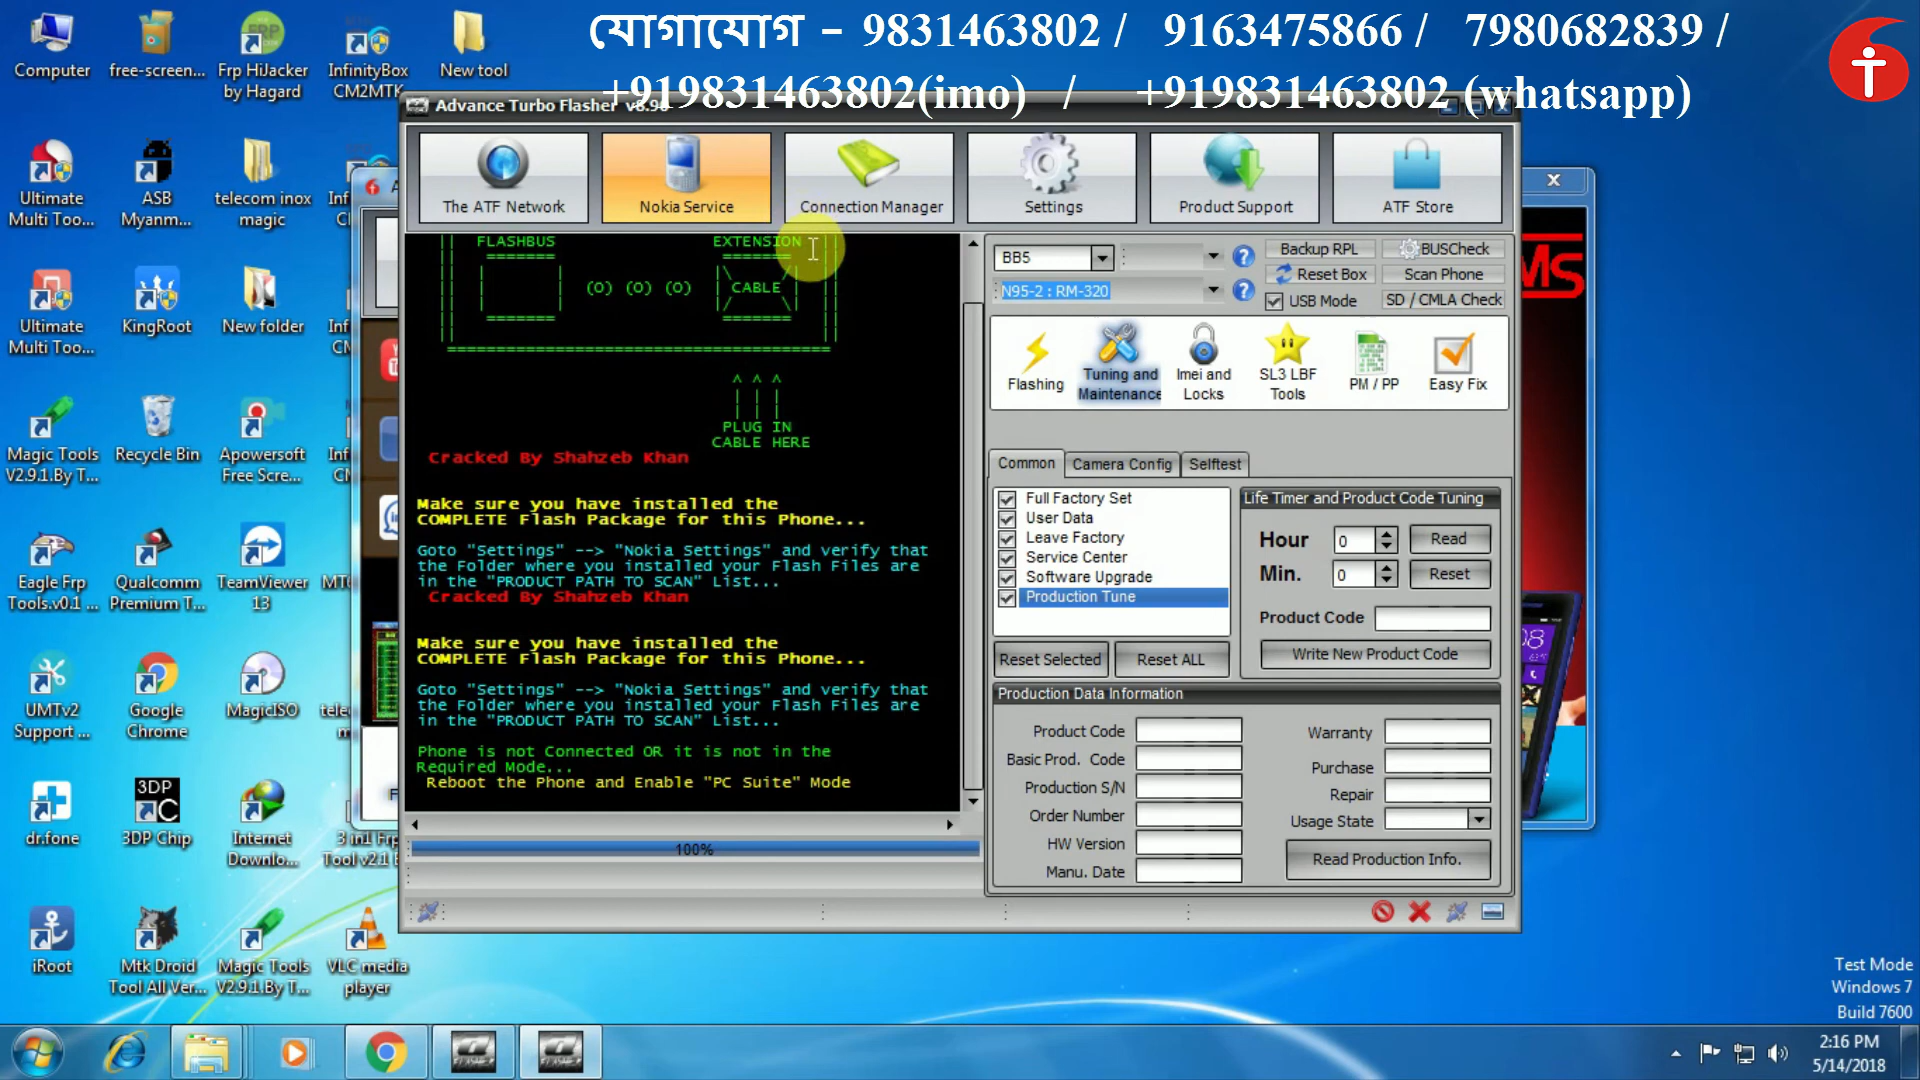 যোগাযোগ – 9831463802 / 9163475866 / 7980682839 /
+919831463802(imo) / +919831463802 (whatsapp)
Computer
free-screen...
Frp HiJacker
by Hagard
InfinityBox
CM2MTK
New tool
Ultimate
Multi Too...
ASB
Myanm...
telecom inox
magic
Ultimate
Multi Too...
KingRoot
New folder
Magic Tools
V2.9.1.By T...
Recycle Bin
Apowersoft
Free Scre...
Eagle Frp
Tools.v0.1 ...
Qualcomm
Premium T...
TeamViewer
13
UMTv2
Support ...
Google
Chrome
MagicISO
dr.fone
3DP Chip
Internet
Downlo...
3 in1 Frp
Tool v2.1
iRoot
Mtk Droid
Tool All Ver...
Magic Tools
V2.9.1.By T...
VLC media
player
Advance Turbo Flasher
The ATF Network
Nokia Service
Connection Manager
Settings
Product Support
ATF Store
FLASHBUS
EXTENSION
(O) (O) (O)
CABLE
PLUG IN
CABLE HERE
Cracked By Shahzeb Khan
Make sure you have installed the
COMPLETE Flash Package for this Phone...
Goto "Settings" --> "Nokia Settings" and verify that
the Folder where you installed your Flash Files are
in the "PRODUCT PATH TO SCAN" List...
Cracked By Shahzeb Khan
Make sure you have installed the
COMPLETE Flash Package for this Phone...
Goto "Settings" --> "Nokia Settings" and verify that
the Folder where you installed your Flash Files are
in the "PRODUCT PATH TO SCAN" List...
Phone is not Connected OR it is not in the
Required Mode...
Reboot the Phone and Enable "PC Suite" Mode
100%
BB5
N95-2 : RM-320
Backup RPL
BUSCheck
Reset Box
Scan Phone
USB Mode
SD / CMLA Check
Flashing
Tuning and
Maintenance
Imei and
Locks
SL3 LBF
Tools
PM / PP
Easy Fix
Common
Camera Config
Selftest
Full Factory Set
User Data
Leave Factory
Service Center
Software Upgrade
Production Tune
Reset Selected
Reset ALL
Life Timer and Product Code Tuning
Hour
0
Read
Min.
0
Reset
Product Code
Write New Product Code
Production Data Information
Product Code
Basic Prod. Code
Production S/N
Order Number
HW Version
Manu. Date
Warranty
Purchase
Repair
Usage State
Read Production Info.
Test Mode
Windows 7
Build 7600
2:16 PM
5/14/2018